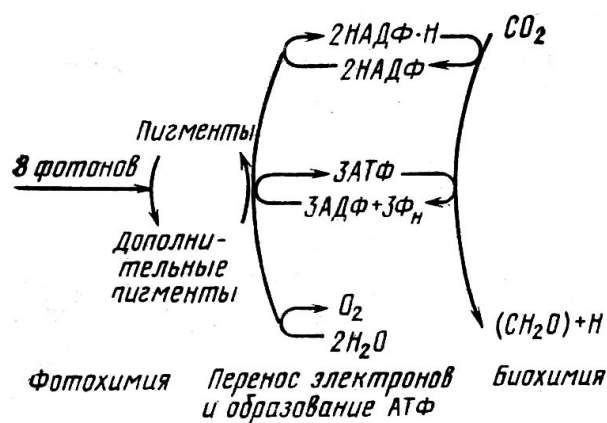 2НАДФ·Н
CO₂
2НАДФ
Пигменты
8 фотонов
3АТФ
3АДФ+3Фн
Дополни-
тельные
пигменты
O₂
2H₂O
(CH₂O)+H
Фотохимия
Перенос электронов
и образование АТФ
Биохимия